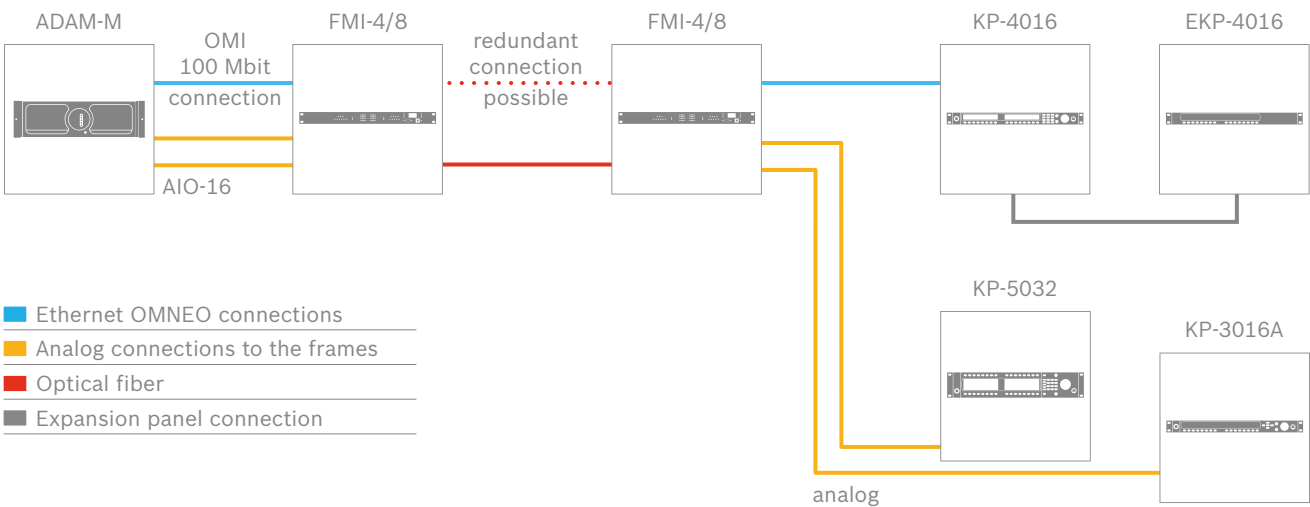 ADAM-M
FMI-4/8
FMI-4/8
KP-4016
EKP-4016
OMI
100 Mbit
connection
redundant
connection
possible
AIO-16
KP-5032
KP-3016A
Ethernet OMNEO connections
Analog connections to the frames
Optical fiber
Expansion panel connection
analog